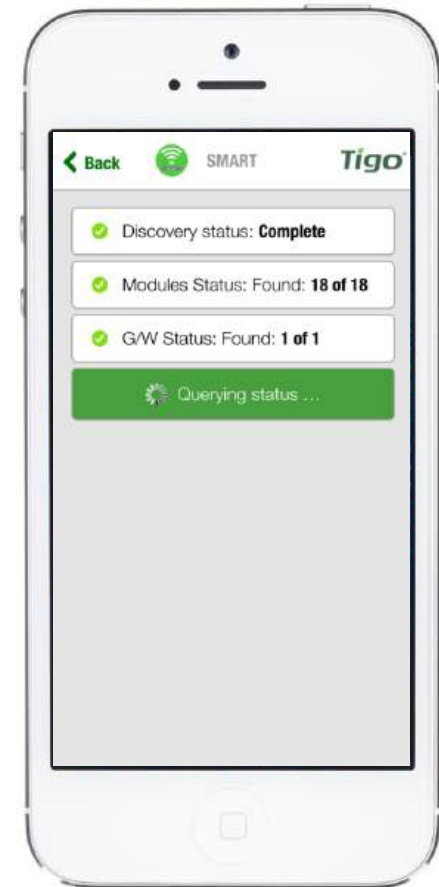 Back
SMART
Tigo
Discovery status: Complete
Modules Status: Found: 18 of 18
G/W Status: Found: 1 of 1
Querying status ...